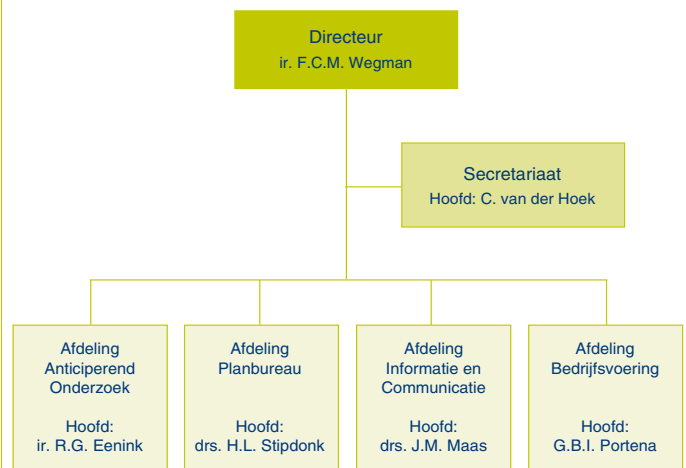 Directeur
ir. F.C.M. Wegman
Secretariaat
Hoofd: C. van der Hoek
Afdeling
Anticiperend
Onderzoek
Hoofd:
ir. R.G. Eenink
Afdeling
Planbureau
Hoofd:
drs. H.L. Stipdonk
Afdeling
Informatie en
Communicatie
Hoofd:
drs. J.M. Maas
Afdeling
Bedrijfsvoering
Hoofd:
G.B.I. Portena